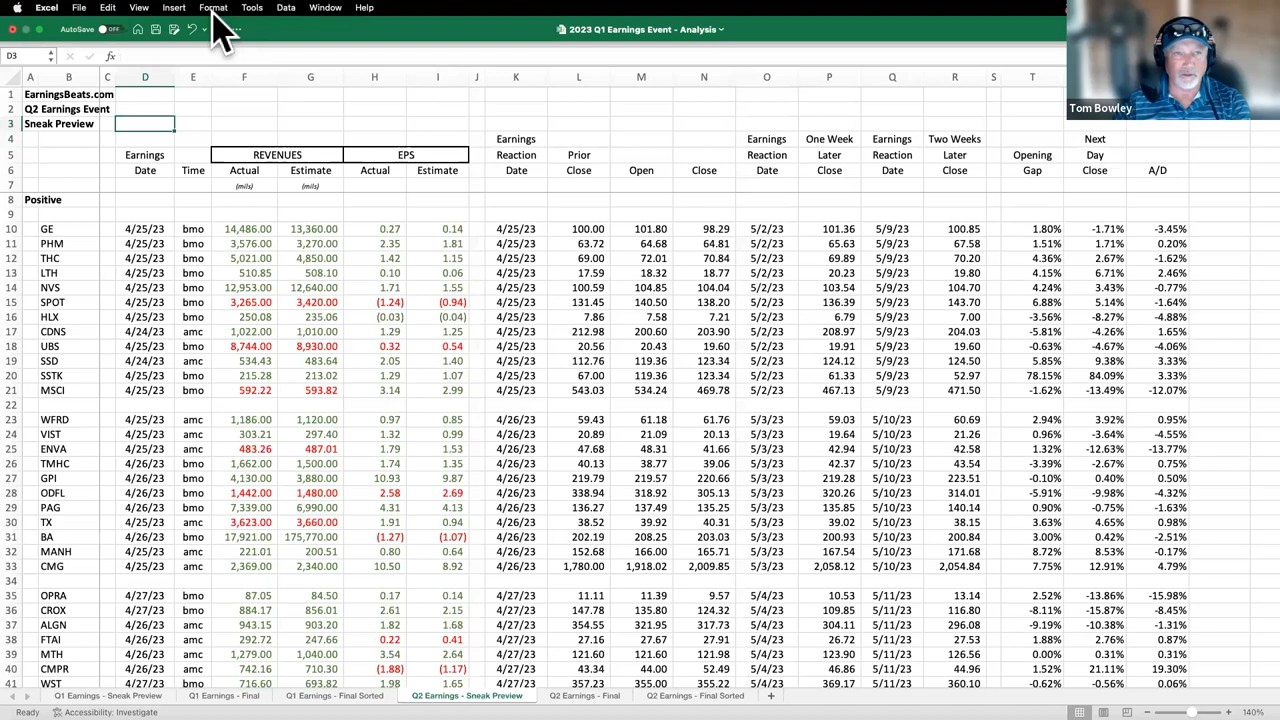 Excel File Edit View Insert Format Tools Data Window Help
AutoSave OFF ... 2023 Q1 Earnings Event - Analysis
D3 fx
A B C D E F G H I J K L M N O P Q R S T U V
1 EarningsBeats.com
2 Q2 Earnings Event
3 Sneak Preview
Tom Bowley
4 Earnings Earnings One Week Earnings Two Weeks Next
5 Earnings REVENUES EPS Reaction Prior Reaction Later Reaction Later Opening Day
6 Date Time Actual Estimate Actual Estimate Date Close Open Close Date Close Date Close Gap Close A/D
7 (mils) (mils)
8 Positive
9
10 GE 4/25/23 bmo 14,486.00 13,360.00 0.27 0.14 4/25/23 100.00 101.80 98.29 5/2/23 101.36 5/9/23 100.85 1.80% -1.71% -3.45%
11 PHM 4/25/23 bmo 3,576.00 3,270.00 2.35 1.81 4/25/23 63.72 64.68 64.81 5/2/23 65.63 5/9/23 67.58 1.51% 1.71% 0.20%
12 THC 4/25/23 bmo 5,021.00 4,850.00 1.42 1.15 4/25/23 69.00 72.01 70.84 5/2/23 69.89 5/9/23 70.20 4.36% 2.67% -1.62%
13 LTH 4/25/23 bmo 510.85 508.10 0.10 0.06 4/25/23 17.59 18.32 18.77 5/2/23 20.23 5/9/23 19.80 4.15% 6.71% 2.46%
14 NVS 4/25/23 bmo 12,953.00 12,640.00 1.71 1.55 4/25/23 100.59 104.85 104.04 5/2/23 103.54 5/9/23 104.70 4.24% 3.43% -0.77%
15 SPOT 4/25/23 bmo 3,265.00 3,420.00 (1.24) (0.94) 4/25/23 131.45 140.50 138.20 5/2/23 136.39 5/9/23 143.70 6.88% 5.14% -1.64%
16 HLX 4/25/23 bmo 250.08 235.06 (0.03) (0.04) 4/25/23 7.86 7.58 7.21 5/2/23 6.79 5/9/23 7.00 -3.56% -8.27% -4.88%
17 CDNS 4/24/23 amc 1,022.00 1,010.00 1.29 1.25 4/25/23 212.98 200.60 203.90 5/2/23 208.97 5/9/23 204.03 -5.81% -4.26% 1.65%
18 UBS 4/25/23 bmo 8,744.00 8,930.00 0.32 0.54 4/25/23 20.56 20.43 19.60 5/2/23 19.91 5/9/23 19.60 -0.63% -4.67% -4.06%
19 SSD 4/24/23 amc 534.43 483.64 2.05 1.40 4/25/23 112.76 119.36 123.34 5/2/23 124.12 5/9/23 124.50 5.85% 9.38% 3.33%
20 SSTK 4/25/23 bmo 215.28 213.02 1.29 1.07 4/25/23 67.00 119.36 123.34 5/2/23 61.33 5/9/23 52.97 78.15% 84.09% 3.33%
21 MSCI 4/25/23 bmo 592.22 593.82 3.14 2.99 4/25/23 543.03 534.24 469.78 5/2/23 467.13 5/9/23 471.50 -1.62% -13.49% -12.07%
22
23 WFRD 4/25/23 amc 1,186.00 1,120.00 0.97 0.85 4/26/23 59.43 61.18 61.76 5/3/23 59.03 5/10/23 60.69 2.94% 3.92% 0.95%
24 VIST 4/25/23 amc 303.21 297.40 1.32 0.99 4/26/23 20.89 21.09 20.13 5/3/23 19.64 5/10/23 21.26 0.96% -3.64% -4.55%
25 ENVA 4/25/23 amc 483.26 487.01 1.79 1.53 4/26/23 47.68 48.31 41.66 5/3/23 42.94 5/10/23 42.58 1.32% -12.63% -13.77%
26 TMHC 4/26/23 bmo 1,662.00 1,500.00 1.74 1.35 4/26/23 40.13 38.77 39.06 5/3/23 42.37 5/10/23 43.54 -3.39% -2.67% 0.75%
27 GPI 4/26/23 bmo 4,130.00 3,880.00 10.93 9.87 4/26/23 219.79 219.57 220.66 5/3/23 219.28 5/10/23 223.51 -0.10% 0.40% 0.50%
28 ODFL 4/26/23 bmo 1,442.00 1,480.00 2.58 2.69 4/26/23 338.94 318.92 305.13 5/3/23 320.26 5/10/23 314.01 -5.91% -9.98% -4.32%
29 PAG 4/26/23 bmo 7,339.00 6,990.00 4.31 4.13 4/26/23 136.27 137.49 125.25 5/3/23 135.85 5/10/23 140.14 0.90% -0.75% -1.63%
30 TX 4/25/23 amc 3,623.00 3,660.00 1.91 0.94 4/26/23 38.52 39.92 40.31 5/3/23 39.02 5/10/23 38.15 3.63% 4.65% 0.98%
31 BA 4/26/23 bmo 17,921.00 175,770.00 (1.27) (1.07) 4/26/23 202.19 208.25 203.03 5/3/23 200.93 5/10/23 200.84 3.00% 0.42% -2.51%
32 MANH 4/25/23 amc 221.01 200.51 0.80 0.64 4/26/23 152.68 166.00 165.71 5/3/23 167.54 5/10/23 171.68 8.72% 8.53% -0.17%
33 CMG 4/25/23 amc 2,369.00 2,340.00 10.50 8.92 4/26/23 1,780.00 1,918.02 2,009.85 5/3/23 2,058.12 5/10/23 2,054.84 7.75% 12.91% 4.79%
34
35 OPRA 4/27/23 bmo 87.05 84.50 0.17 0.14 4/27/23 11.11 11.39 9.57 5/4/23 10.53 5/11/23 13.14 2.52% -13.86% -15.98%
36 CROX 4/27/23 bmo 884.17 856.01 2.61 2.15 4/27/23 147.78 135.80 124.32 5/4/23 109.85 5/11/23 116.80 -8.11% -15.87% -8.45%
37 ALGN 4/26/23 amc 943.15 903.20 1.82 1.68 4/27/23 354.55 321.95 317.73 5/4/23 304.11 5/11/23 296.08 -9.19% -10.38% -1.31%
38 FTAI 4/26/23 amc 292.72 247.66 0.22 0.41 4/27/23 27.16 27.67 27.91 5/4/23 26.72 5/11/23 27.53 1.88% 2.76% 0.87%
39 MTH 4/26/23 amc 1,279.00 1,040.00 3.54 2.64 4/27/23 121.60 121.60 121.98 5/4/23 123.90 5/11/23 126.56 0.00% 0.31% 0.31%
40 CMPR 4/26/23 amc 742.16 710.30 (1.88) (1.17) 4/27/23 43.34 44.00 52.49 5/4/23 46.86 5/11/23 44.96 1.52% 21.11% 19.30%
41 WST 4/27/23 bmo 716.60 693.82 1.98 1.65 4/27/23 357.23 355.00 355.22 5/4/23 369.17 5/11/23 360.10 -0.62% -0.56% 0.06%
Q1 Earnings - Sneak Preview Q1 Earnings - Final Q1 Earnings - Final Sorted Q2 Earnings - Sneak Preview Q2 Earnings - Final Q2 Earnings - Final Sorted +
Ready Accessibility: Investigate 140%